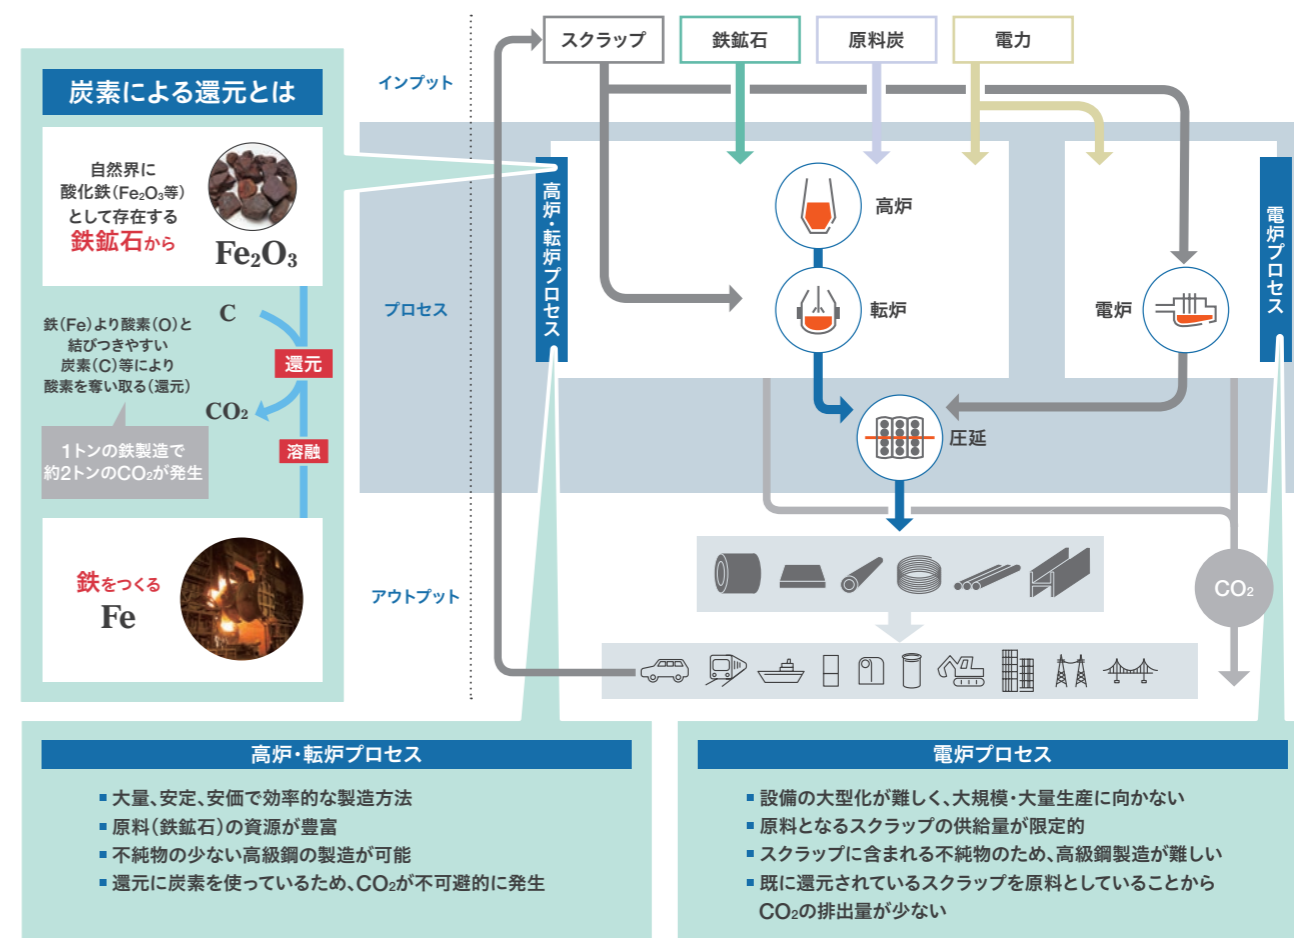 炭素による還元とは
自然界に
酸化鉄（Fe₂O₃等）
として存在する
鉄鉱石から
Fe₂O₃
C
鉄（Fe）より酸素（O）と
結びつきやすい
炭素（C）等により
酸素を奪い取る（還元）
還元
CO₂
1トンの鉄製造で
約2トンのCO₂が発生
溶融
鉄をつくる
Fe
インプット
プロセス
アウトプット
スクラップ
鉄鉱石
原料炭
電力
高炉・転炉プロセス
高炉
転炉
電炉
電炉プロセス
圧延
CO₂
高炉・転炉プロセス
■ 大量、安定、安価で効率的な製造方法
■ 原料（鉄鉱石）の資源が豊富
■ 不純物の少ない高級鋼の製造が可能
■ 還元に炭素を使っているため、CO₂が不可避的に発生
電炉プロセス
■ 設備の大型化が難しく、大規模・大量生産に向かない
■ 原料となるスクラップの供給量が限定的
■ スクラップに含まれる不純物のため、高級鋼製造が難しい
■ 既に還元されているスクラップを原料としていることから
CO₂の排出量が少ない